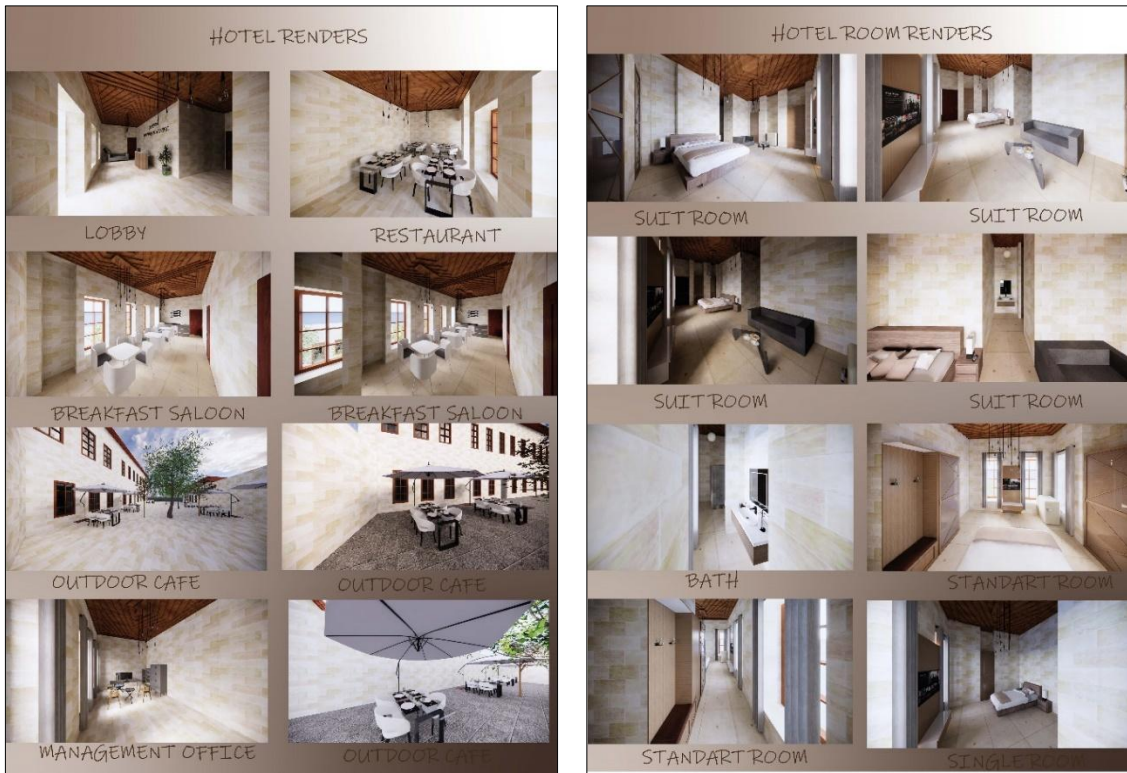 HOTEL RENDERS
LOBBY
RESTAURANT
BREAKFAST SALOON
BREAKFAST SALOON
OUTDOOR CAFE
OUTDOOR CAFE
MANAGEMENT OFFICE
OUTDOOR CAFE
HOTEL ROOM RENDERS
SUIT ROOM
SUIT ROOM
SUIT ROOM
SUIT ROOM
BATH
STANDART ROOM
STANDART ROOM
SINGLE ROOM